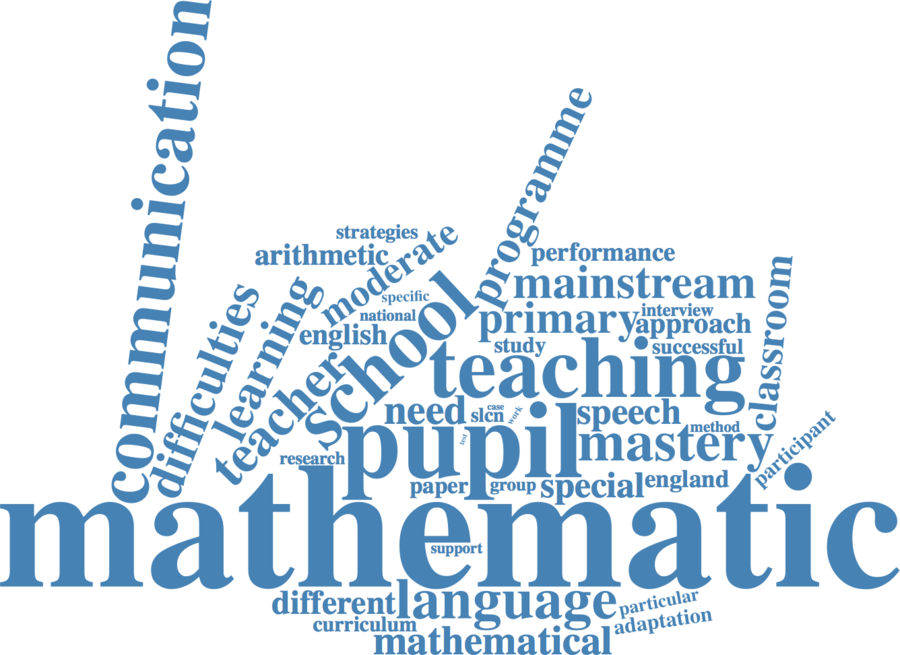 communication
programme
strategies
moderate
arithmetic
performance
mainstream
classroom
difficulties
learning
specific
national
school
english
primary
interview
approach
study
successful
teaching
teacher
need
slcn
case
work
speech
pupil
test
method
mastery
participant
research
paper
group
special
england
mathematic
support
different
language
particular
curriculum
adaptation
mathematical